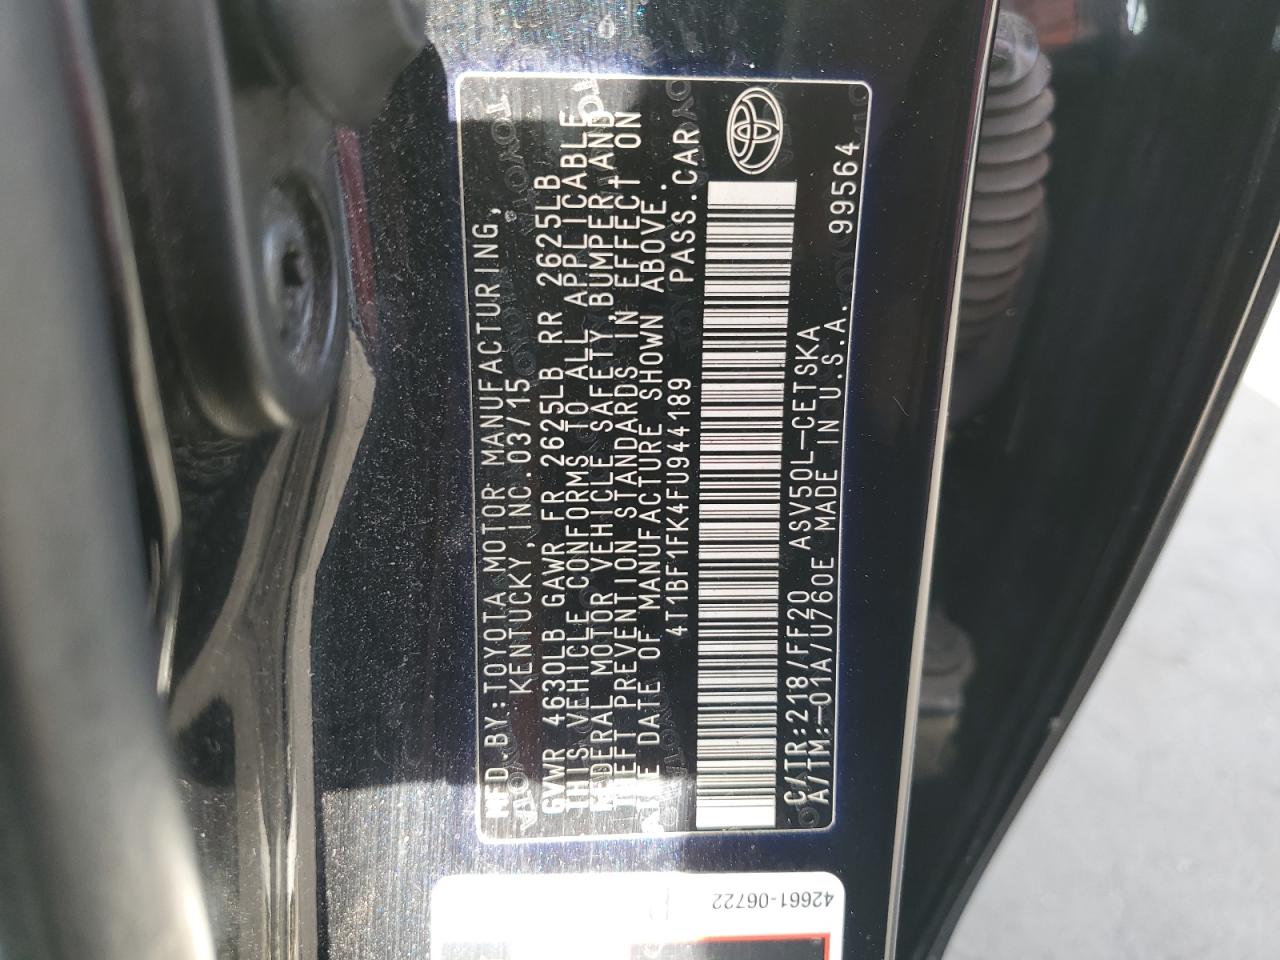 MFD.BY:TOYOTA MOTOR MANUFACTURING,
KENTUCKY,INC.03/15
GVWR 4630LB GAWR FR 2625LB RR 2625LB
THIS VEHICLE CONFORMS TO ALL APPLICABLE
FEDERAL MOTOR VEHICLE SAFETY,BUMPER,AND
THEFT PREVENTION STANDARDS IN EFFECT ON
THE DATE OF MANUFACTURE SHOWN ABOVE.
4T1BF1FK4FU944189 PASS.CAR
C/TR:218/FF20 ASV50L-CETSKA
A/TM:-01A/U760E MADE IN U.S.A. 99564
42661-06722